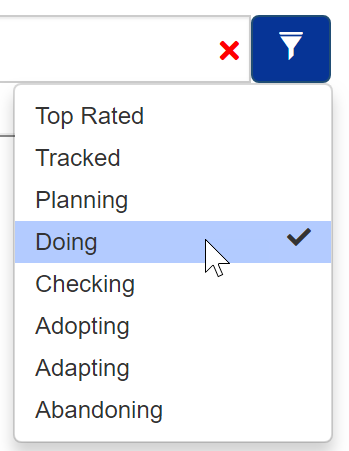 Top Rated
Tracked
Planning
Doing
Checking
Adopting
Adapting
Abandoning